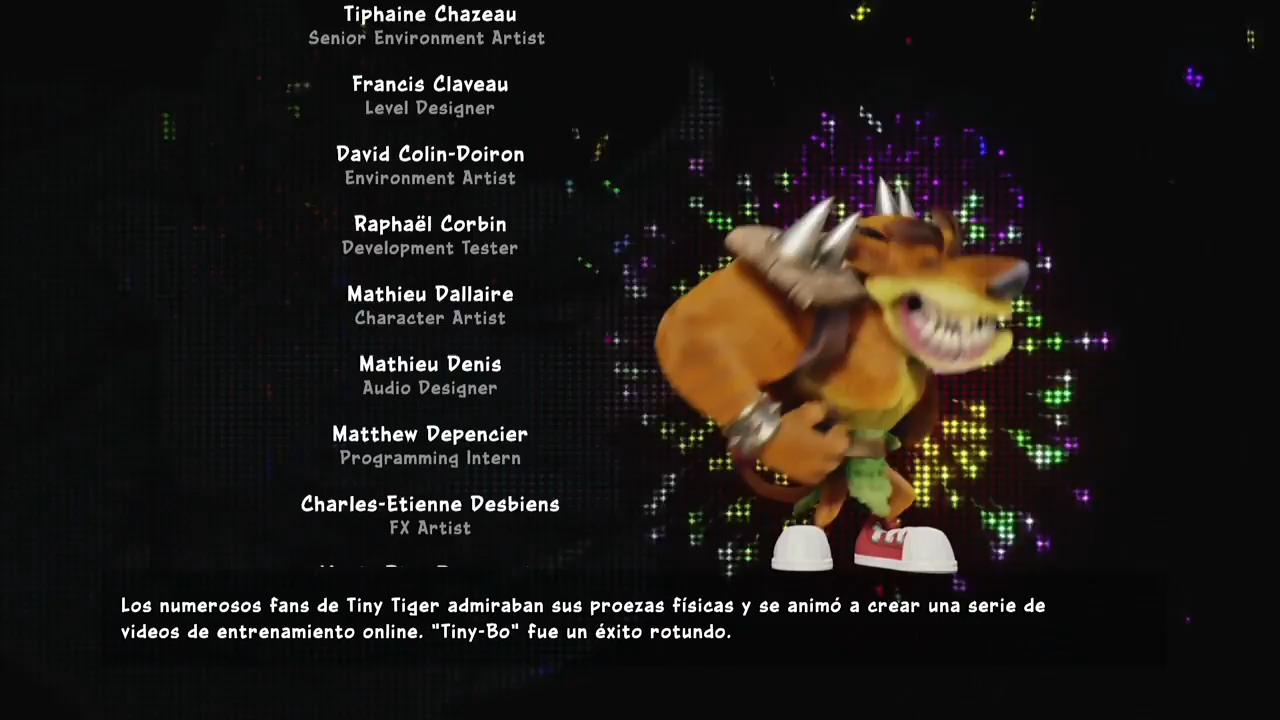 Tiphaine Chazeau
Senior Environment Artist
Francis Claveau
Level Designer
David Colin-Doiron
Environment Artist
Raphaël Corbin
Development Tester
Mathieu Dallaire
Character Artist
Mathieu Denis
Audio Designer
Matthew Depencier
Programming Intern
Charles-Etienne Desbiens
FX Artist
Los numerosos fans de Tiny Tiger admiraban sus proezas físicas y se animó a crear una serie de
videos de entrenamiento online. "Tiny-Bo" fue un éxito rotundo.